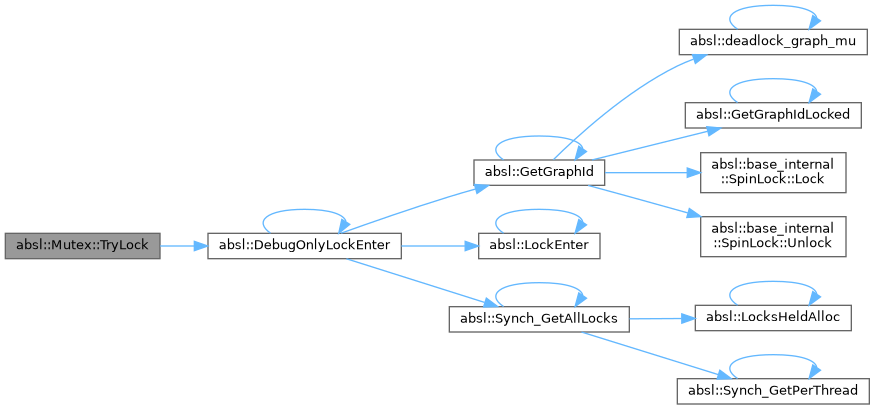 absl::Mutex::TryLock
absl::DebugOnlyLockEnter
absl::GetGraphId
absl::deadlock_graph_mu
absl::GetGraphIdLocked
absl::base_internal
::SpinLock::Lock
absl::base_internal
::SpinLock::Unlock
absl::LockEnter
absl::Synch_GetAllLocks
absl::LocksHeldAlloc
absl::Synch_GetPerThread